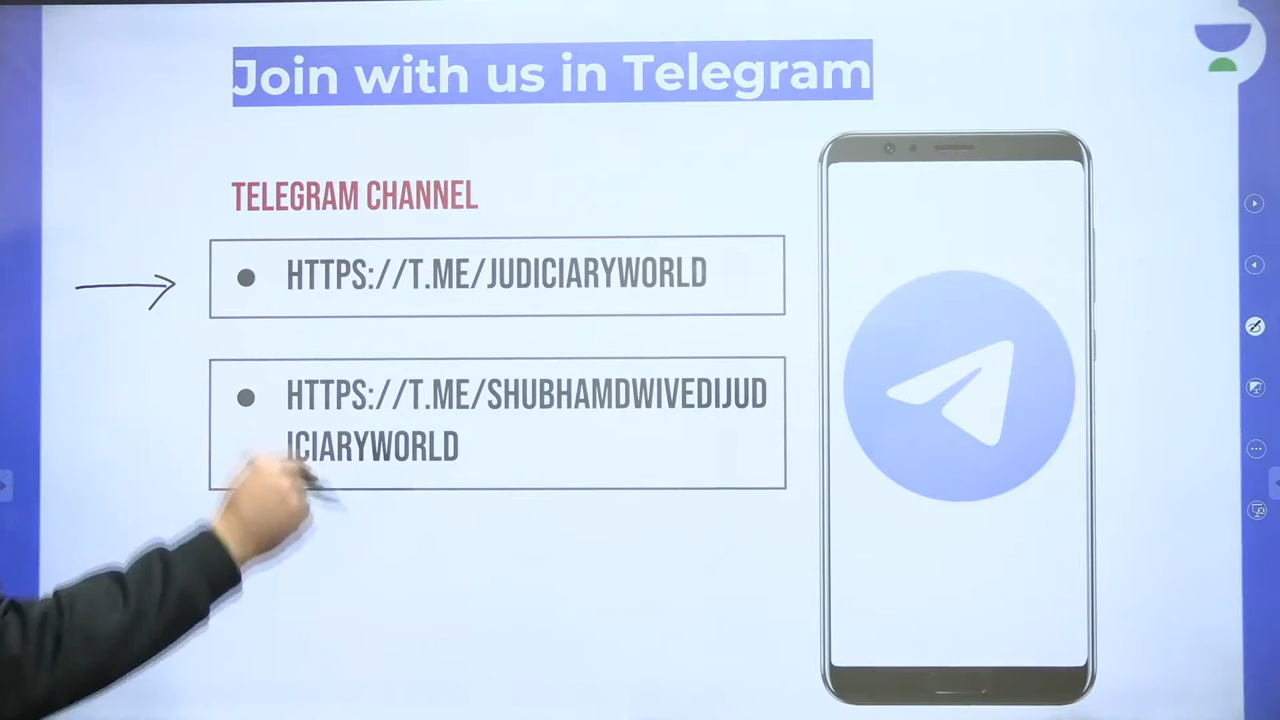 Join with us in Telegram
TELEGRAM CHANNEL
HTTPS://T.ME/JUDICIARYWORLD
HTTPS://T.ME/SHUBHAMDWIVEDIJUD
ICIARYWORLD